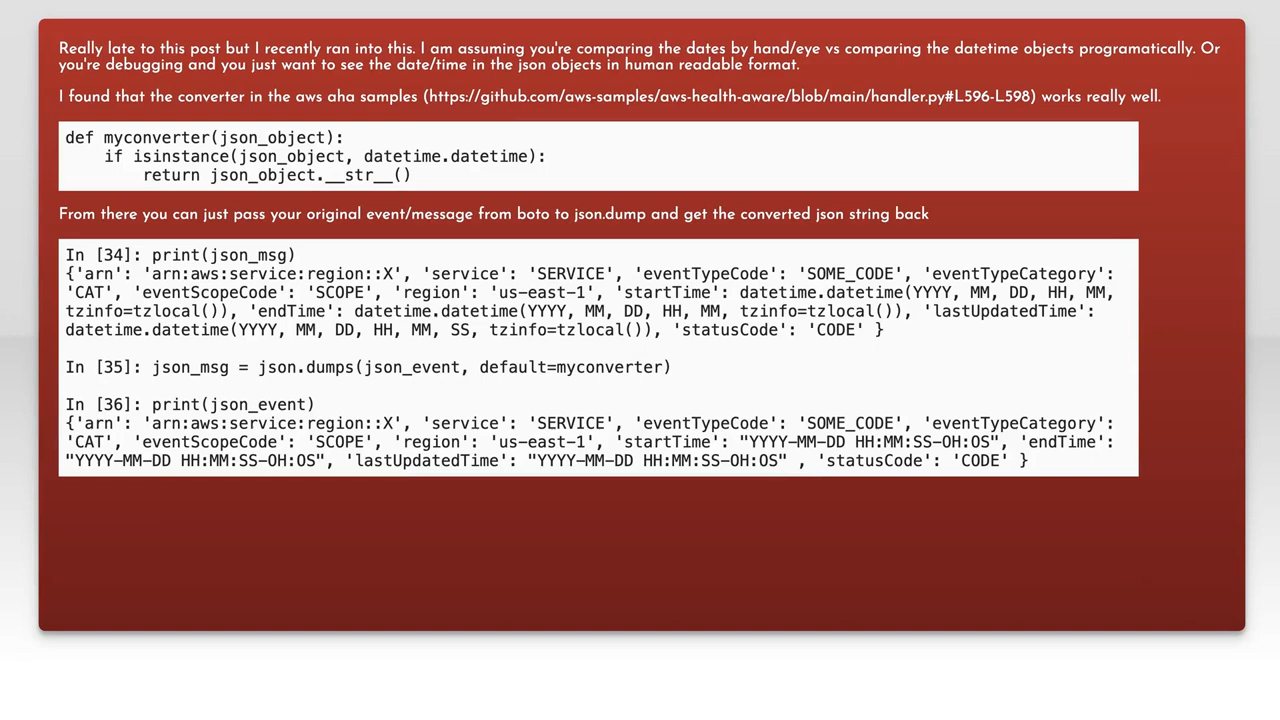 Really late to this post but I recently ran into this. I am assuming you're comparing the dates by hand/eye vs comparing the datetime objects programatically. Or
you're debugging and you just want to see the date/time in the json objects in human readable format.
I found that the converter in the aws aha samples (https://github.com/aws-samples/aws-health-aware/blob/main/handler.py#L596-L598) works really well.
def myconverter(json_object):
    if isinstance(json_object, datetime.datetime):
        return json_object.__str__()
From there you can just pass your original event/message from boto to json.dump and get the converted json string back
In [34]: print(json_msg)
{'arn': 'arn:aws:service:region::X', 'service': 'SERVICE', 'eventTypeCode': 'SOME_CODE', 'eventTypeCategory':
'CAT', 'eventScopeCode': 'SCOPE', 'region': 'us-east-1', 'startTime': datetime.datetime(YYYY, MM, DD, HH, MM,
tzinfo=tzlocal()), 'endTime': datetime.datetime(YYYY, MM, DD, HH, MM, tzinfo=tzlocal()), 'lastUpdatedTime':
datetime.datetime(YYYY, MM, DD, HH, MM, SS, tzinfo=tzlocal()), 'statusCode': 'CODE' }
In [35]: json_msg = json.dumps(json_event, default=myconverter)
In [36]: print(json_event)
{'arn': 'arn:aws:service:region::X', 'service': 'SERVICE', 'eventTypeCode': 'SOME_CODE', 'eventTypeCategory':
'CAT', 'eventScopeCode': 'SCOPE', 'region': 'us-east-1', 'startTime': "YYYY-MM-DD HH:MM:SS-OH:OS", 'endTime':
"YYYY-MM-DD HH:MM:SS-OH:OS", 'lastUpdatedTime': "YYYY-MM-DD HH:MM:SS-OH:OS" , 'statusCode': 'CODE' }